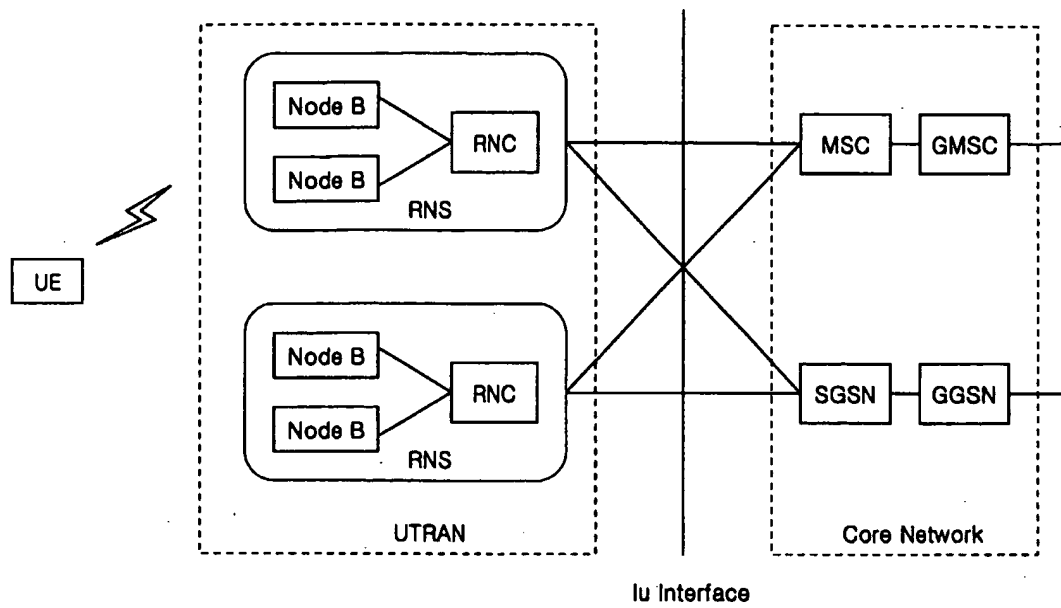 Node B
Node B
RNC
RNS
UE
Node B
Node B
RNC
RNS
UTRAN
MSC
GMSC
SGSN
GGSN
Core Network
Iu Interface